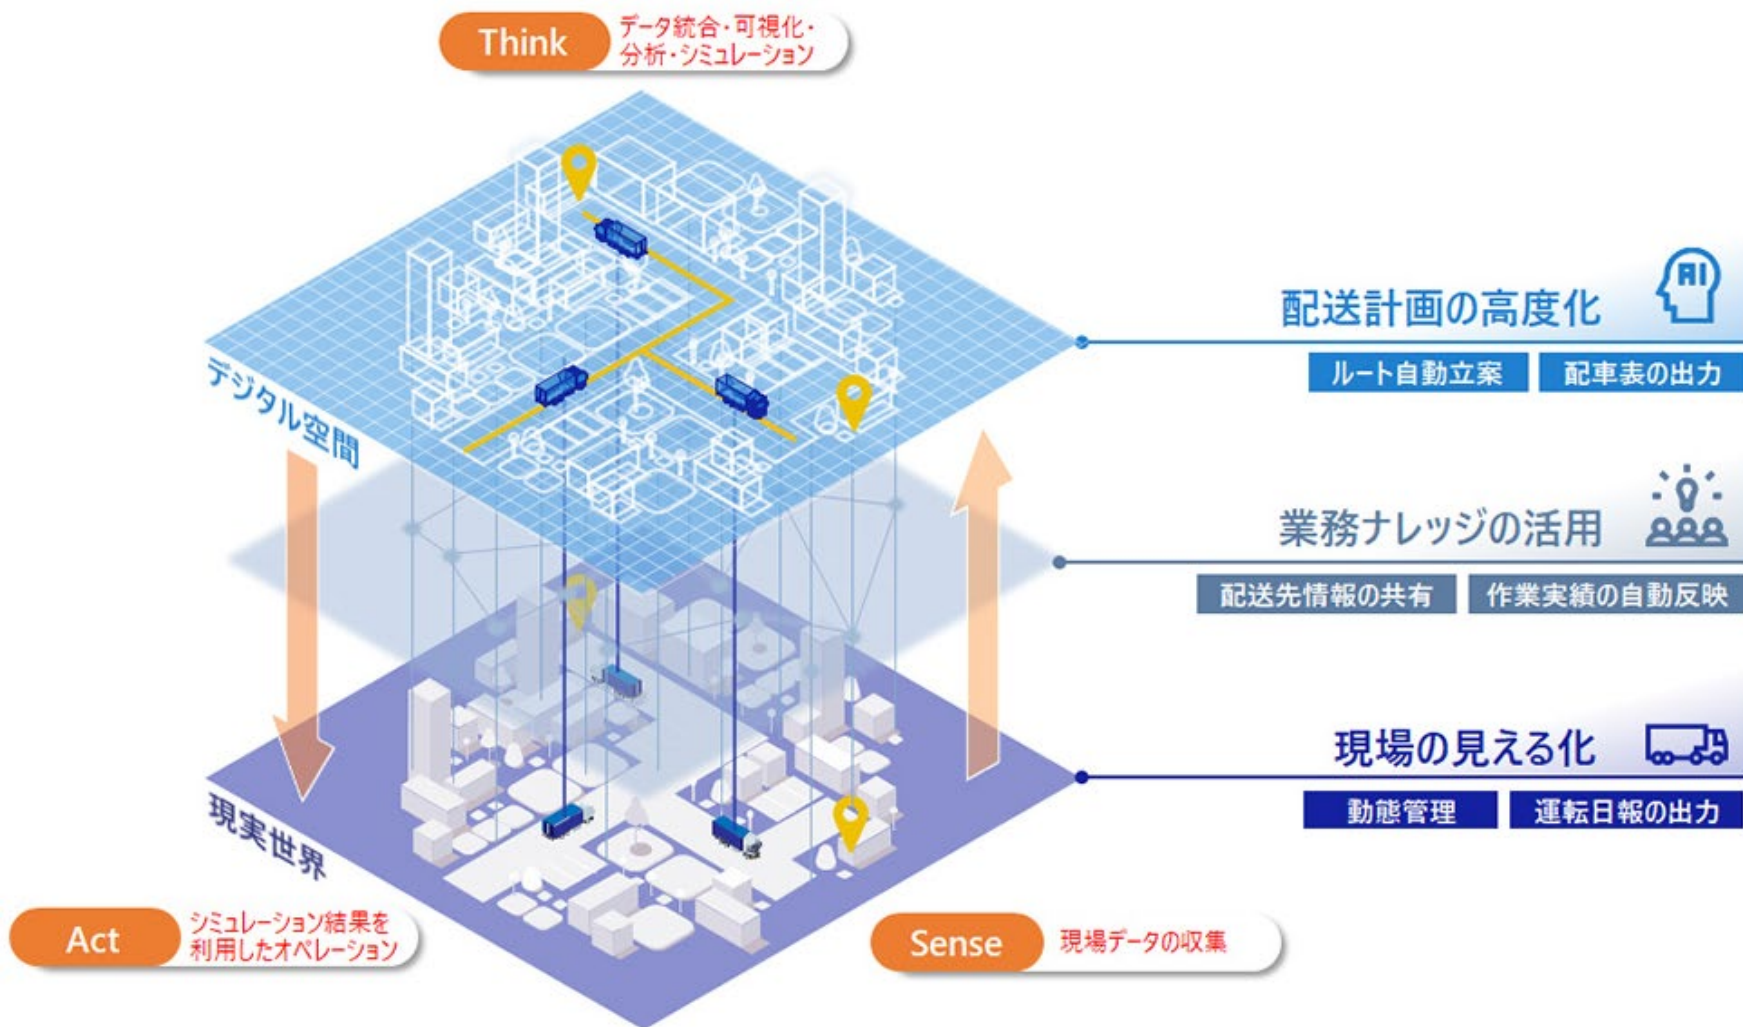 Think
データ統合・可視化・
分析・シミュレーション
AI
配送計画の高度化
ルート自動立案
配車表の出力
デジタル空間
業務ナレッジの活用
配送先情報の共有
作業実績の自動反映
現場の見える化
動態管理
運転日報の出力
現実世界
Act
シミュレーション結果を
利用したオペレーション
Sense
現場データの収集